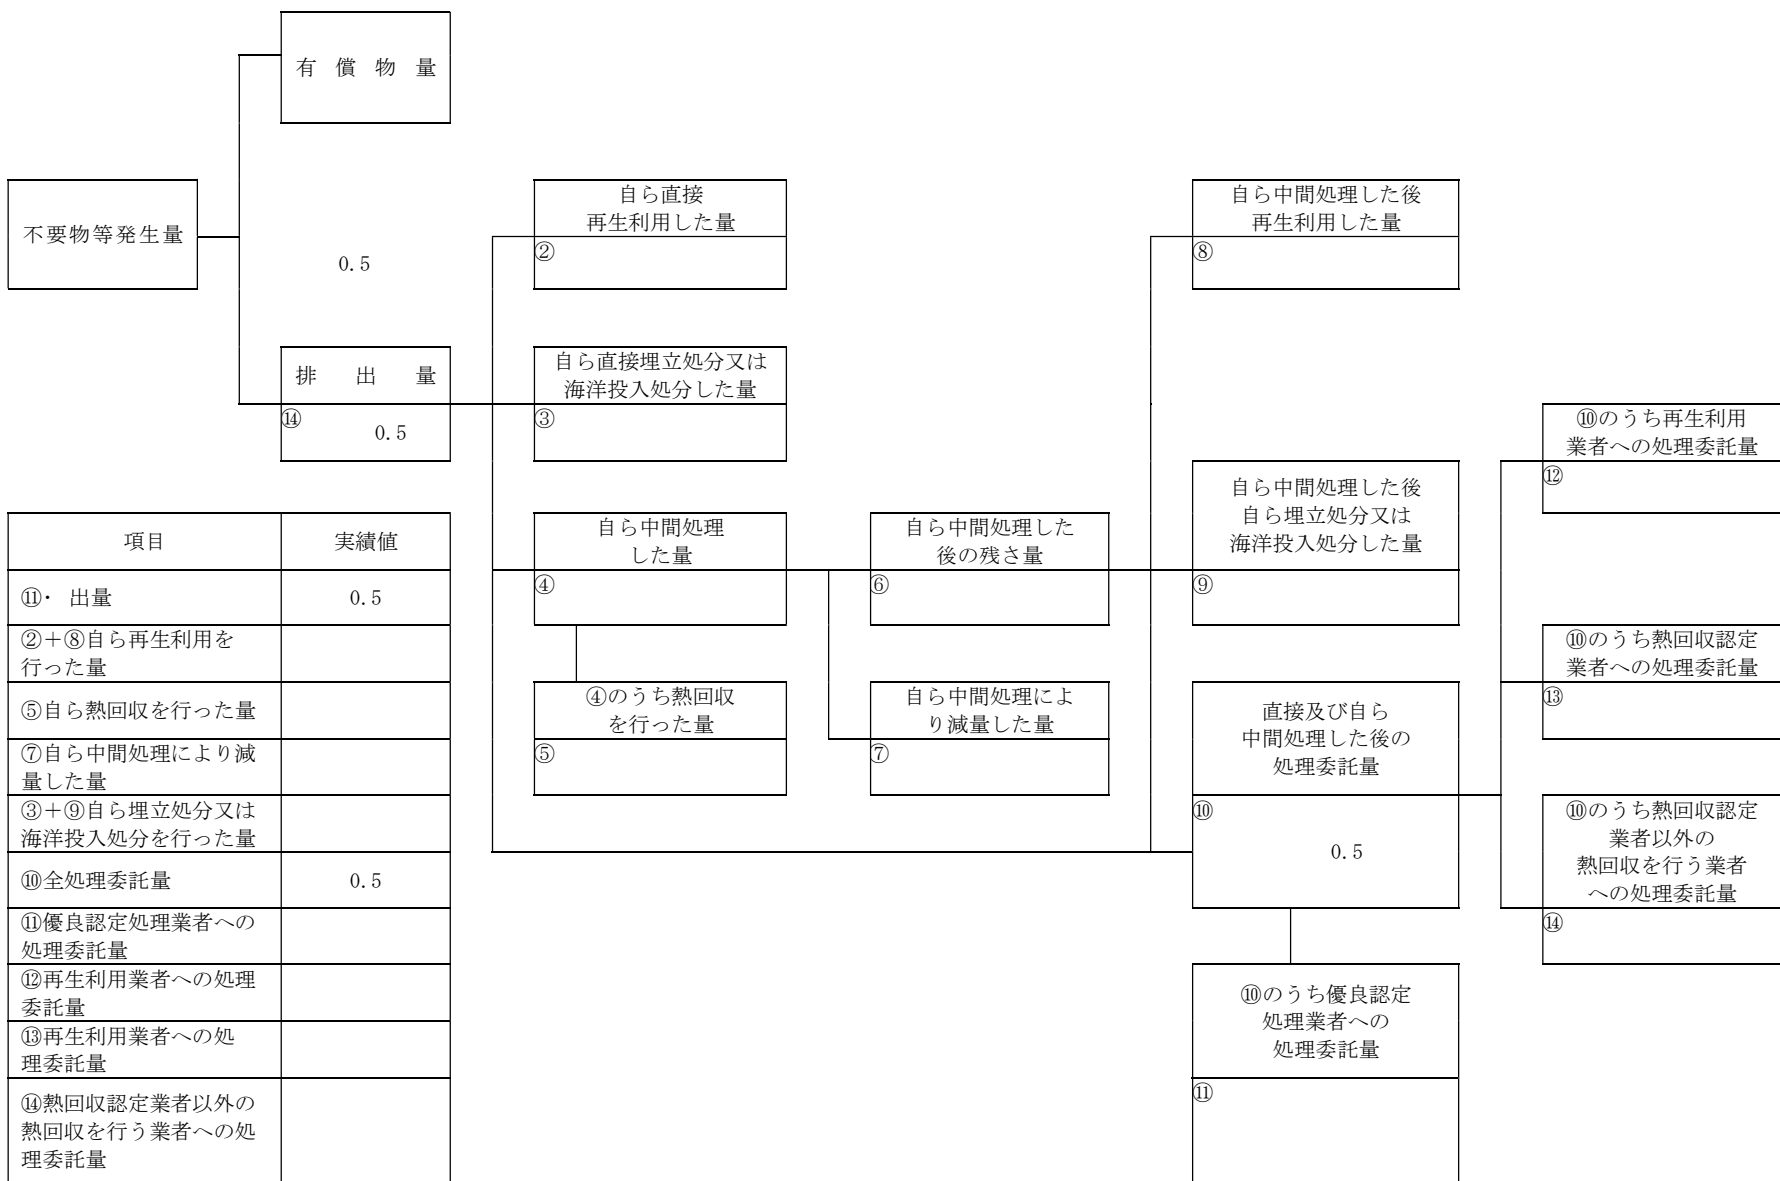 有 償 物 量
不要物等発生量
0.5
排 出 量
⑭
0.5
自ら直接
再生利用した量
②
自ら直接埋立処分又は
海洋投入処分した量
③
自ら中間処理
した量
④
④のうち熱回収
を行った量
⑤
自ら中間処理した
後の残さ量
⑥
自ら中間処理によ
り減量した量
⑦
自ら中間処理した後
再生利用した量
⑧
自ら中間処理した後
自ら埋立処分又は
海洋投入処分した量
⑨
直接及び自ら
中間処理した後の
処理委託量
⑩
0.5
⑩のうち優良認定
処理業者への
処理委託量
⑪
⑩のうち再生利用
業者への処理委託量
⑫
⑩のうち熱回収認定
業者への処理委託量
⑬
⑩のうち熱回収認定
業者以外の
熱回収を行う業者
への処理委託量
⑭
項目 実績値
⑪・ 出量 0.5
②＋⑧自ら再生利用を
行った量
⑤自ら熱回収を行った量
⑦自ら中間処理により減
量した量
③＋⑨自ら埋立処分又は
海洋投入処分を行った量
⑩全処理委託量 0.5
⑪優良認定処理業者への
処理委託量
⑫再生利用業者への処理
委託量
⑬再生利用業者への処
理委託量
⑭熱回収認定業者以外の
熱回収を行う業者への処
理委託量